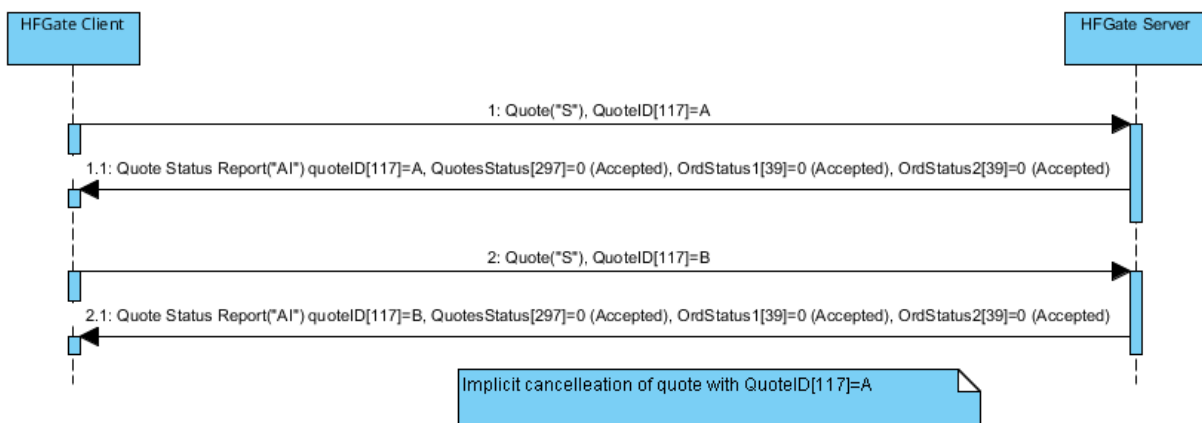 HFGate Client
HFGate Server
1: Quote("S"), QuoteID[117]=A
1.1: Quote Status Report("AI") quoteID[117]=A, QuotesStatus[297]=0 (Accepted), OrdStatus1[39]=0 (Accepted), OrdStatus2[39]=0 (Accepted)
2: Quote("S"), QuoteID[117]=B
2.1: Quote Status Report("AI") quoteID[117]=B, QuotesStatus[297]=0 (Accepted), OrdStatus1[39]=0 (Accepted), OrdStatus2[39]=0 (Accepted)
Implicit cancelleation of quote with QuoteID[117]=A